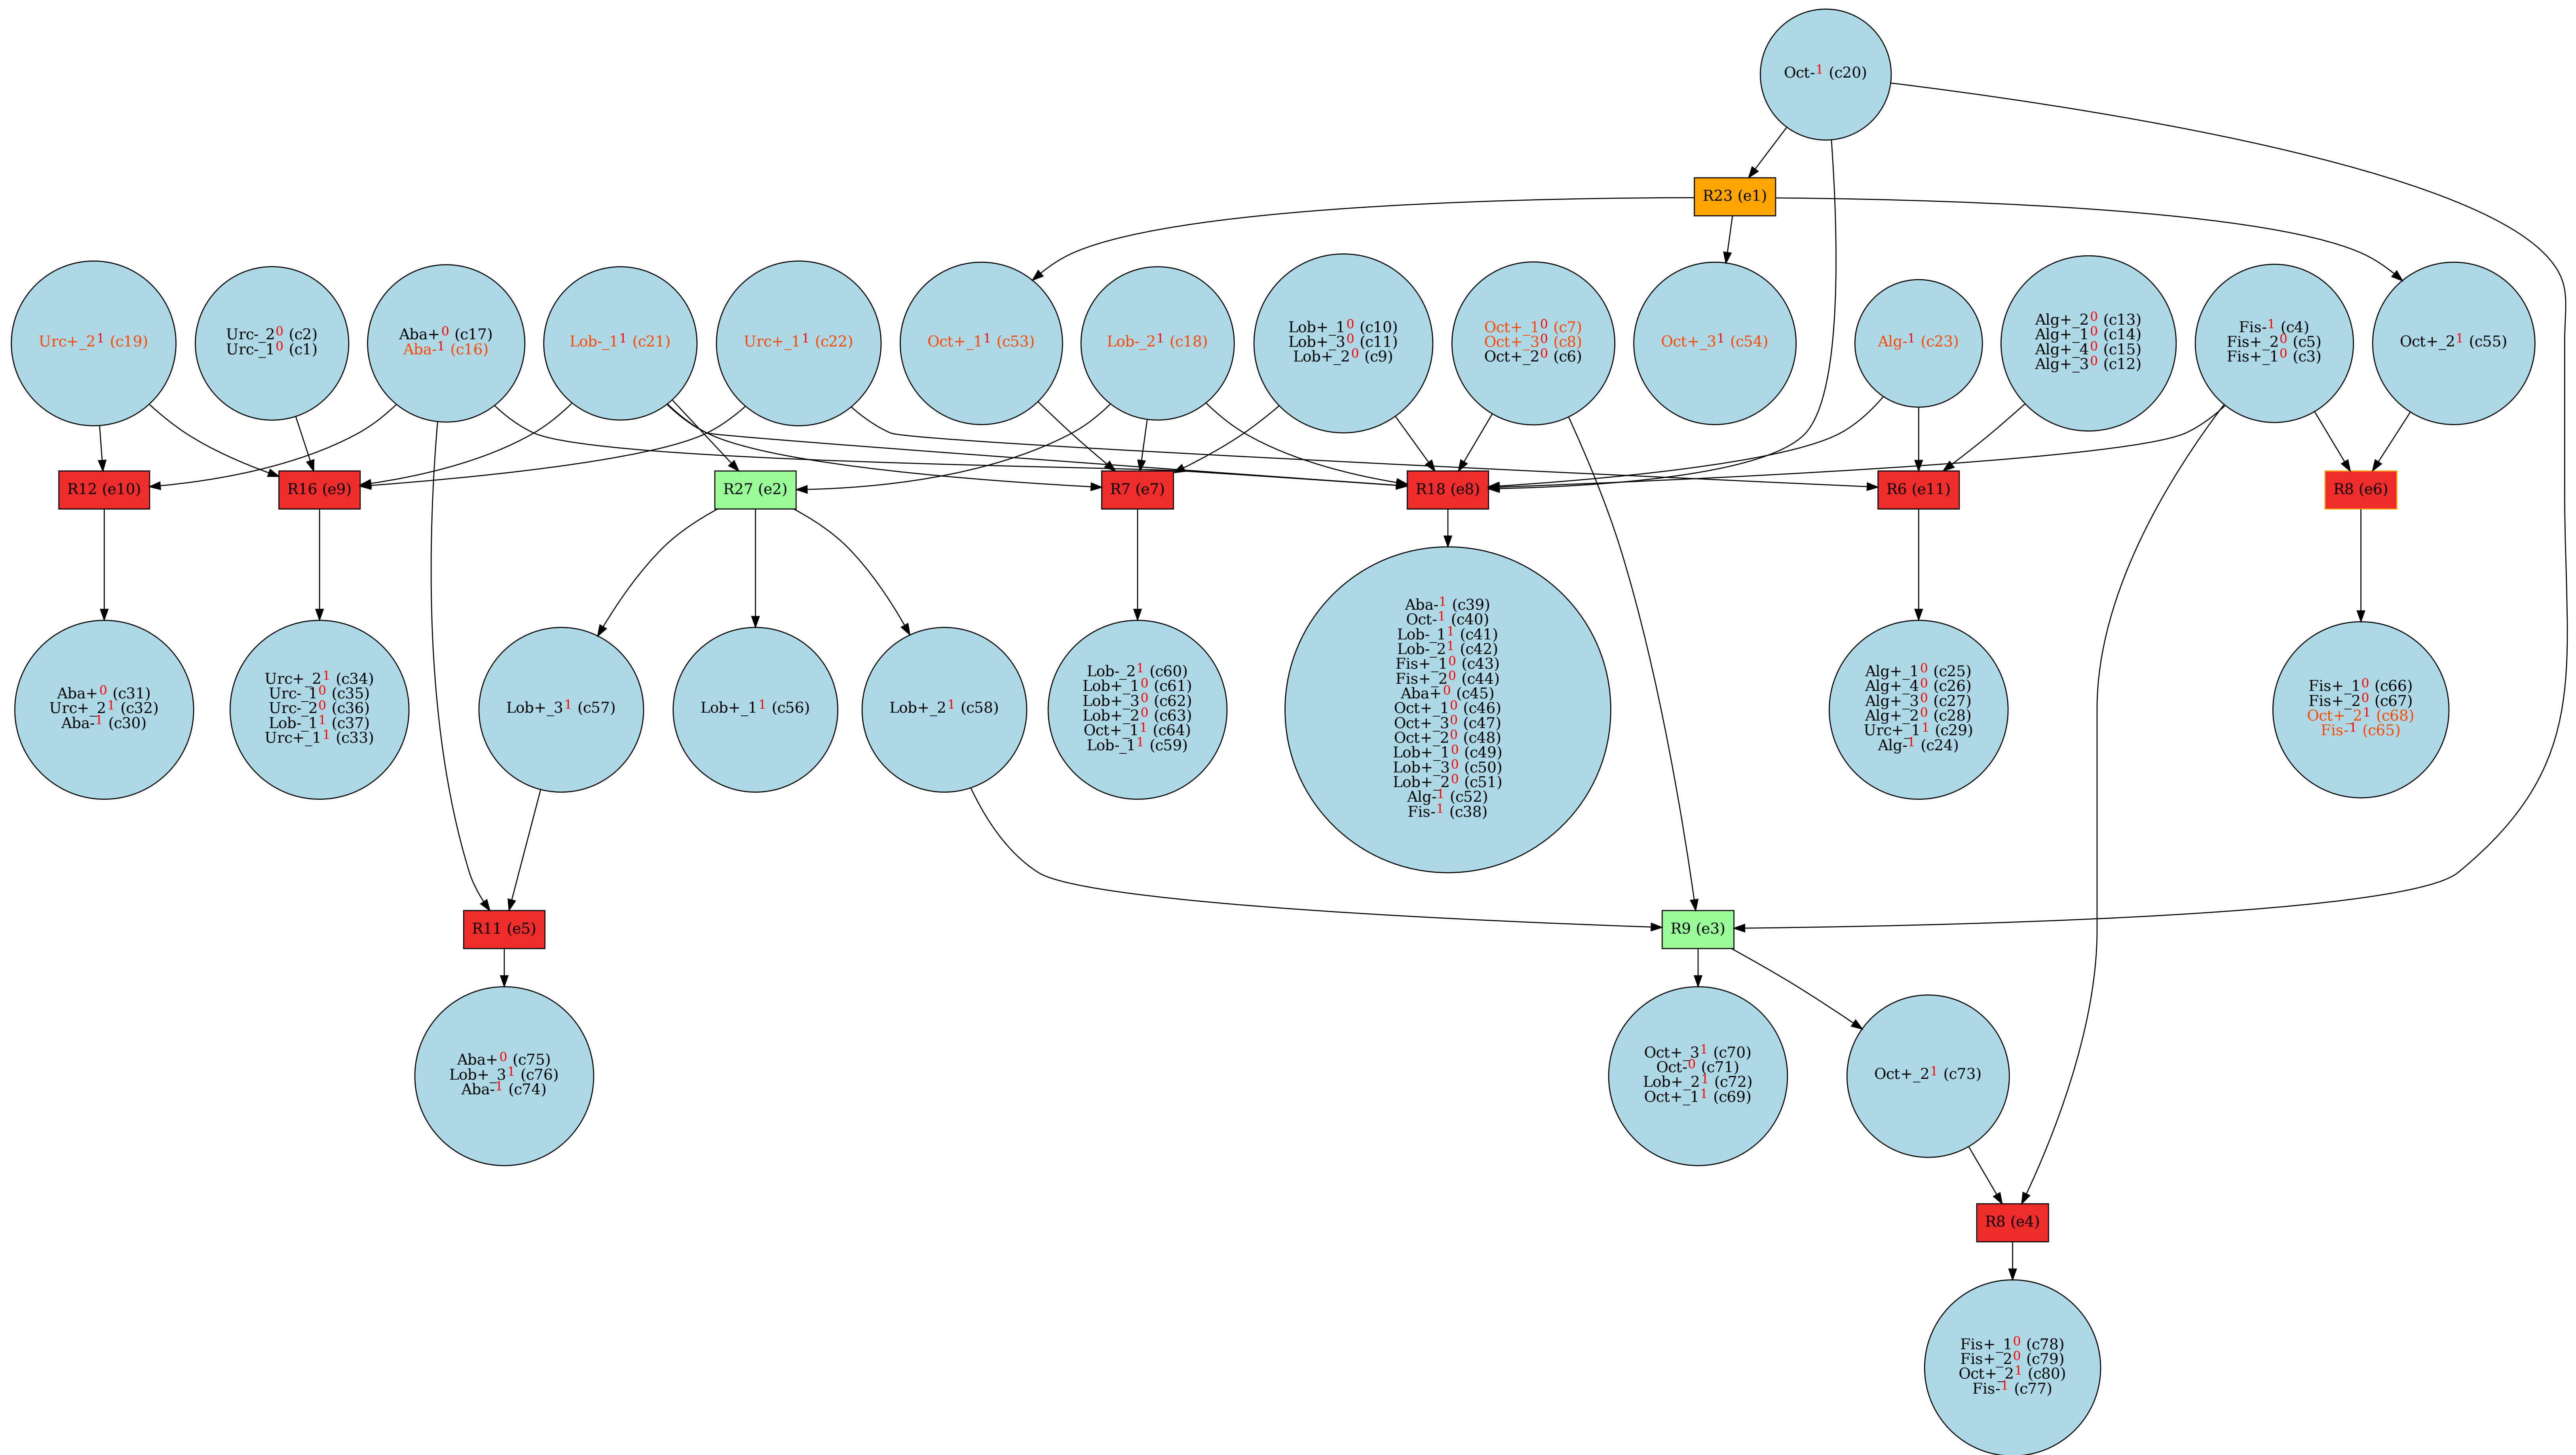 Oct-1 (c20)
R23 (e1)
Urc+_21 (c19)
Urc-_20 (c2)
Urc-_10 (c1)
Aba+0 (c17)
Aba-1 (c16)
Lob-_11 (c21)
Urc+_11 (c22)
Oct+_11 (c53)
Lob-_21 (c18)
Lob+_10 (c10)
Lob+_30 (c11)
Lob+_20 (c9)
Oct+_10 (c7)
Oct+_30 (c8)
Oct+_20 (c6)
Oct+_31 (c54)
Alg-1 (c23)
Alg+_20 (c13)
Alg+_10 (c14)
Alg+_40 (c15)
Alg+_30 (c12)
Fis-1 (c4)
Fis+_20 (c5)
Fis+_10 (c3)
Oct+_21 (c55)
R12 (e10)
R16 (e9)
R27 (e2)
R7 (e7)
R18 (e8)
R6 (e11)
R8 (e6)
Aba+0 (c31)
Urc+_21 (c32)
Aba-1 (c30)
Urc+_21 (c34)
Urc-_10 (c35)
Urc-_20 (c36)
Lob-_11 (c37)
Urc+_11 (c33)
Lob+_31 (c57)
Lob+_11 (c56)
Lob+_21 (c58)
Lob-_21 (c60)
Lob+_10 (c61)
Lob+_30 (c62)
Lob+_20 (c63)
Oct+_11 (c64)
Lob-_11 (c59)
Aba-1 (c39)
Oct-1 (c40)
Lob-_11 (c41)
Lob-_21 (c42)
Fis+_10 (c43)
Fis+_20 (c44)
Aba+0 (c45)
Oct+_10 (c46)
Oct+_30 (c47)
Oct+_20 (c48)
Lob+_10 (c49)
Lob+_30 (c50)
Lob+_20 (c51)
Alg-1 (c52)
Fis-1 (c38)
Alg+_10 (c25)
Alg+_40 (c26)
Alg+_30 (c27)
Alg+_20 (c28)
Urc+_11 (c29)
Alg-1 (c24)
Fis+_10 (c66)
Fis+_20 (c67)
Oct+_21 (c68)
Fis-1 (c65)
R11 (e5)
R9 (e3)
Aba+0 (c75)
Lob+_31 (c76)
Aba-1 (c74)
Oct+_31 (c70)
Oct-0 (c71)
Lob+_21 (c72)
Oct+_11 (c69)
Oct+_21 (c73)
R8 (e4)
Fis+_10 (c78)
Fis+_20 (c79)
Oct+_21 (c80)
Fis-1 (c77)